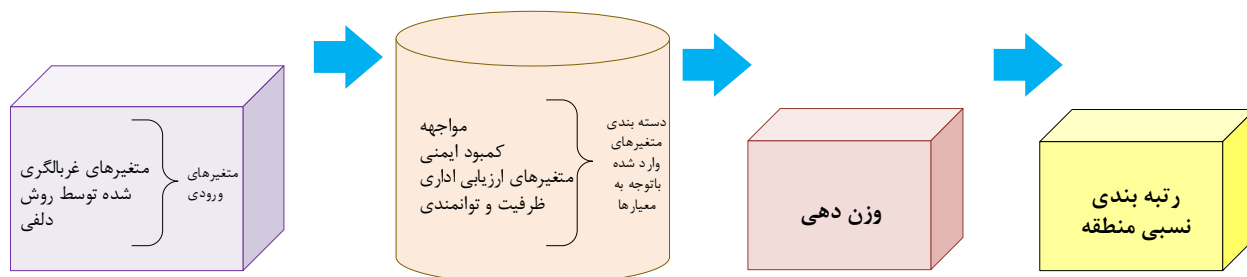 متغیرهای غربالگری
شده توسط روش
دلفی
متغیرهای
ورودی
مواجهه
کمبود ایمنی
متغیرهای ارزیابی اداری
ظرفیت و توانمندی
دسته بندی
متغیرهای
وارد شده
باتوجه به
معیارها
وزن دهی
رتبه بندی
نسبی منطقه